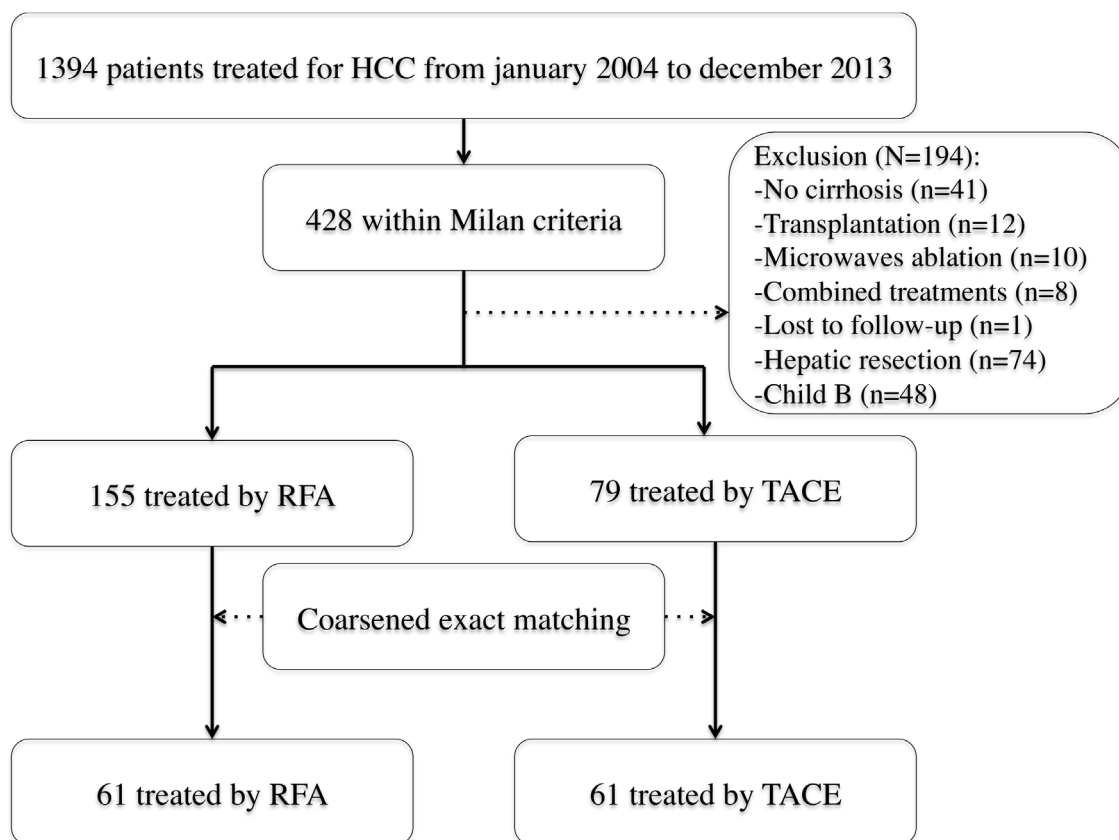 1394 patients treated for HCC from january 2004 to december 2013
428 within Milan criteria
Exclusion (N=194):
-No cirrhosis (n=41)
-Transplantation (n=12)
-Microwaves ablation (n=10)
-Combined treatments (n=8)
-Lost to follow-up (n=1)
-Hepatic resection (n=74)
-Child B (n=48)
155 treated by RFA
79 treated by TACE
Coarsened exact matching
61 treated by RFA
61 treated by TACE